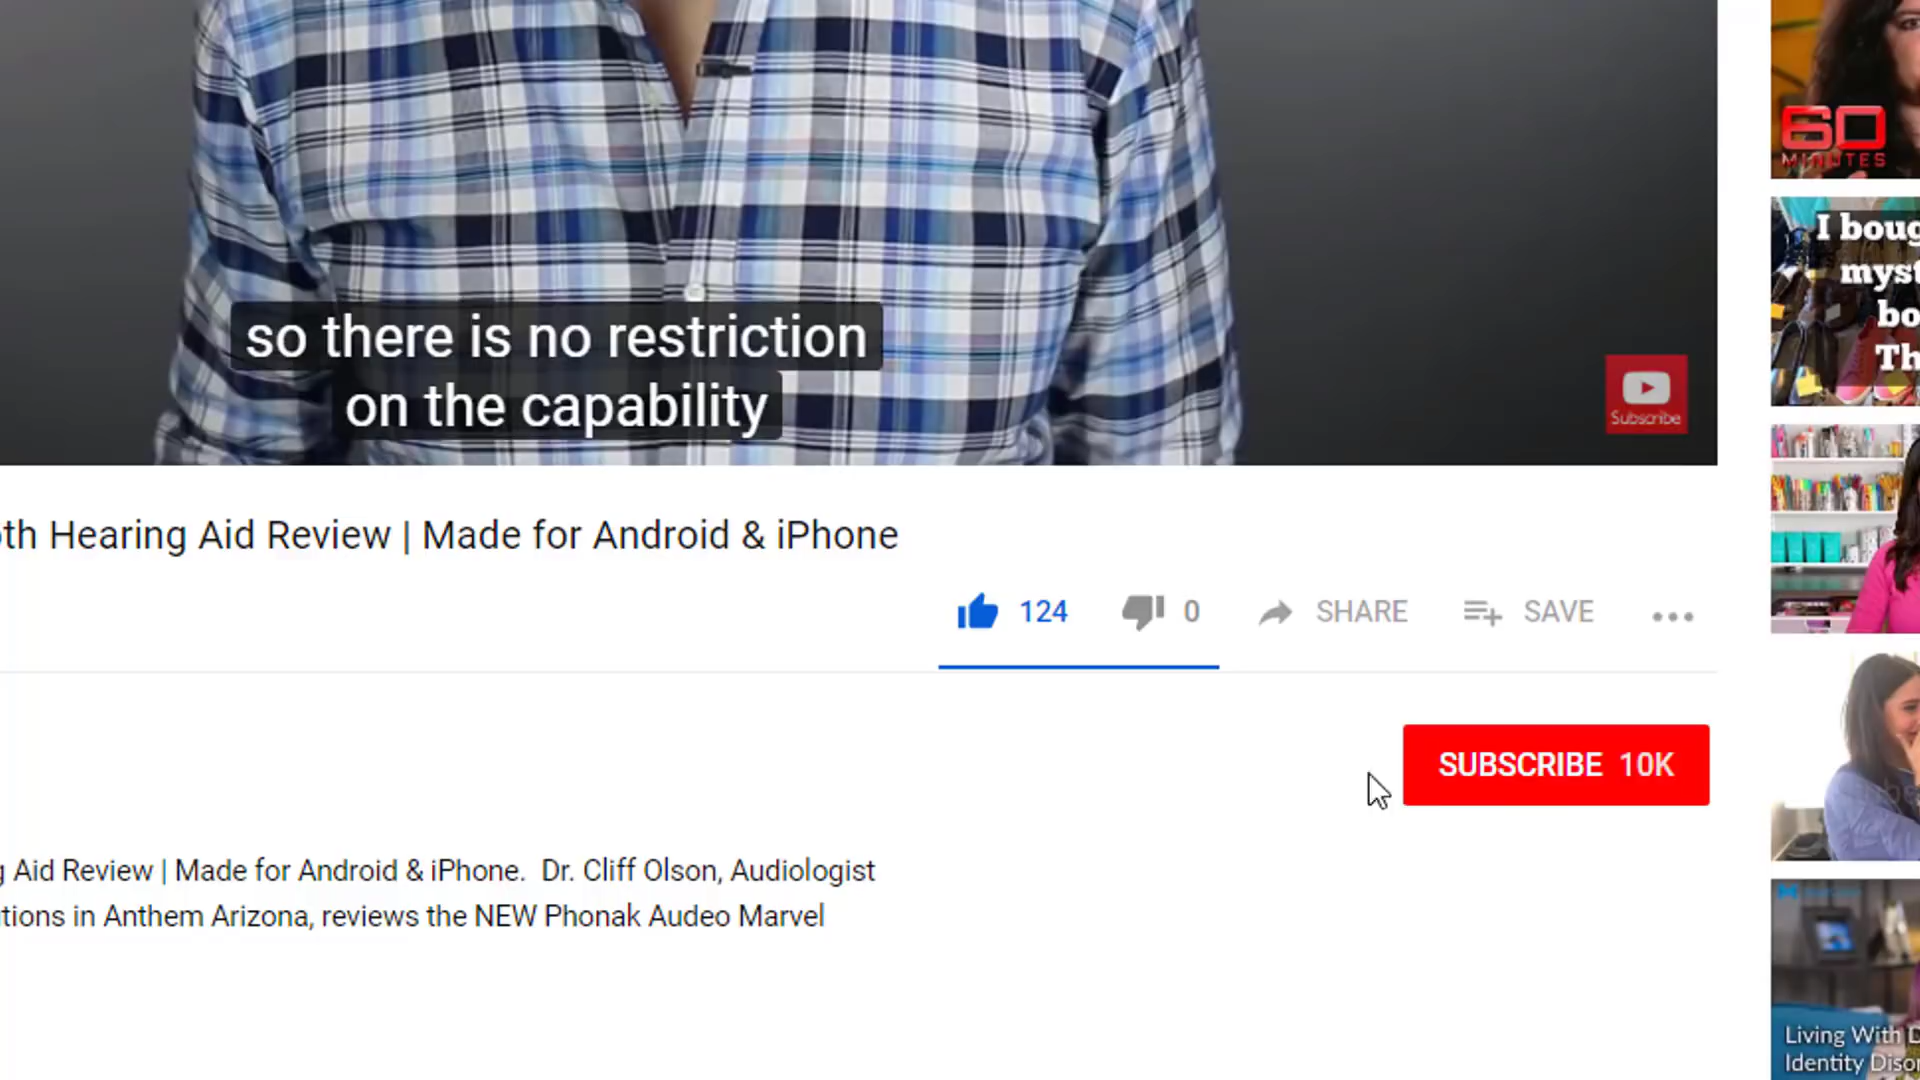 so there is no restriction
on the capability
Subscribe
oth Hearing Aid Review | Made for Android & iPhone
124
0
SHARE
SAVE
SUBSCRIBE 10K
g Aid Review | Made for Android & iPhone. Dr. Cliff Olson, Audiologist
tions in Anthem Arizona, reviews the NEW Phonak Audeo Marvel
60
MINUTES
I boug
myst
bo
Th
Living With D
Identity Disor